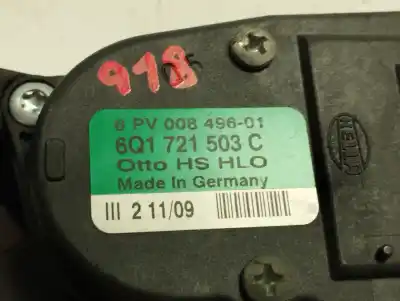 918
6 PV 008 496-01
6Q1 721 503 C
Otto HS HLO
Made in Germany
III 2 11/09
HELLA